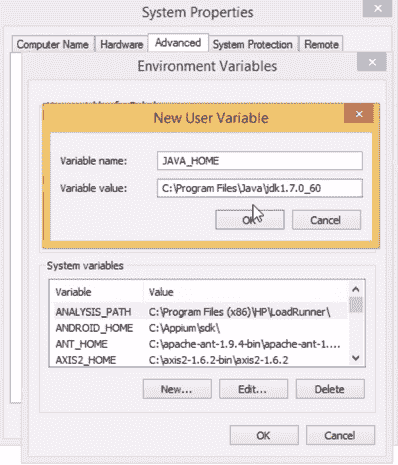 System Properties
Computer Name Hardware Advanced System Protection Remote
Environment Variables
New User Variable
Variable name: JAVA_HOME
Variable value: C:\Program Files\Java\jdk1.7.0_60
OK Cancel
System variables
Variable Value
ANALYSIS_PATH C:\Program Files (x86)\HP\LoadRunner\
ANDROID_HOME C:\Appium\sdk\
ANT_HOME C:\apache-ant-1.9.4-bin\apache-ant-1....
AXIS2_HOME C:\axis2-1.6.2-bin\axis2-1.6.2
New... Edit... Delete
OK Cancel